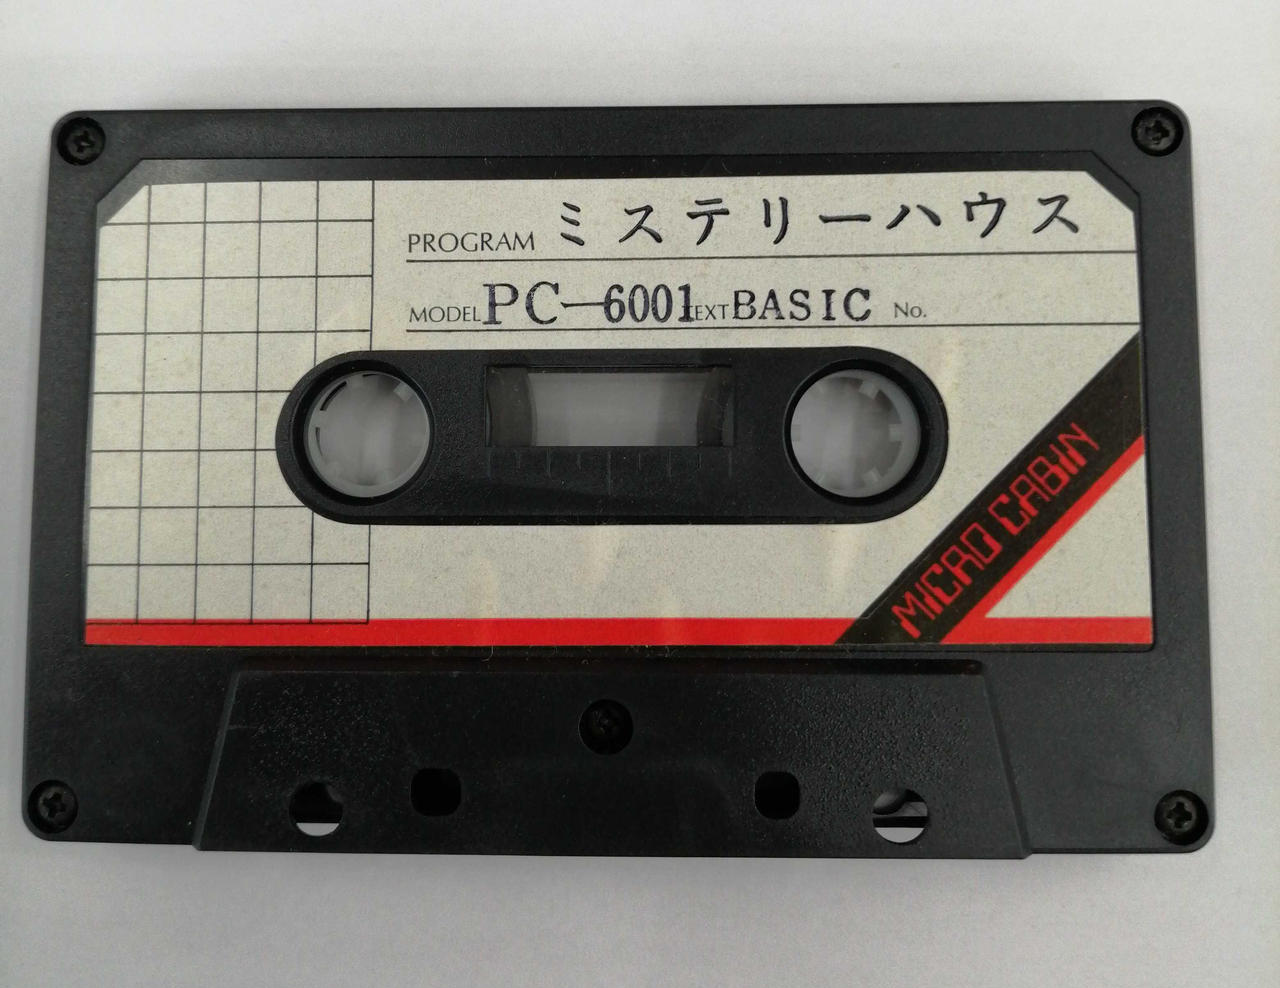 PROGRAM ミステリーハウス
MODEL PC-6001 EXT BASIC No.
MICRO CABIN